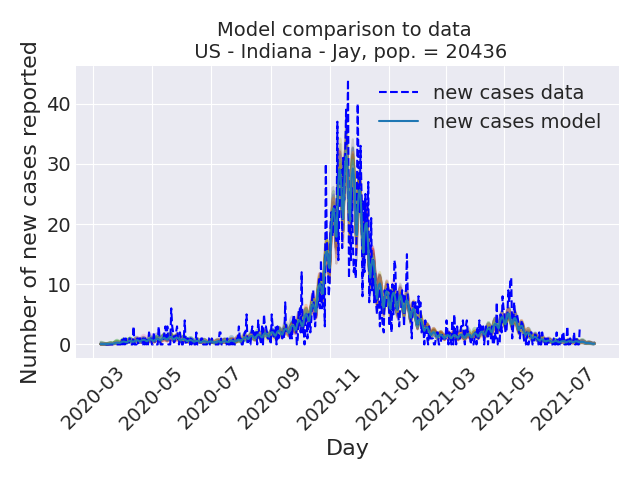 Model comparison to data
US - Indiana - Jay, pop. = 20436
new cases data
new cases model
Number of new cases reported
40
30
20
10
0
2020-03
2020-05
2020-07
2020-09
2020-11
2021-01
2021-03
2021-05
2021-07
Day